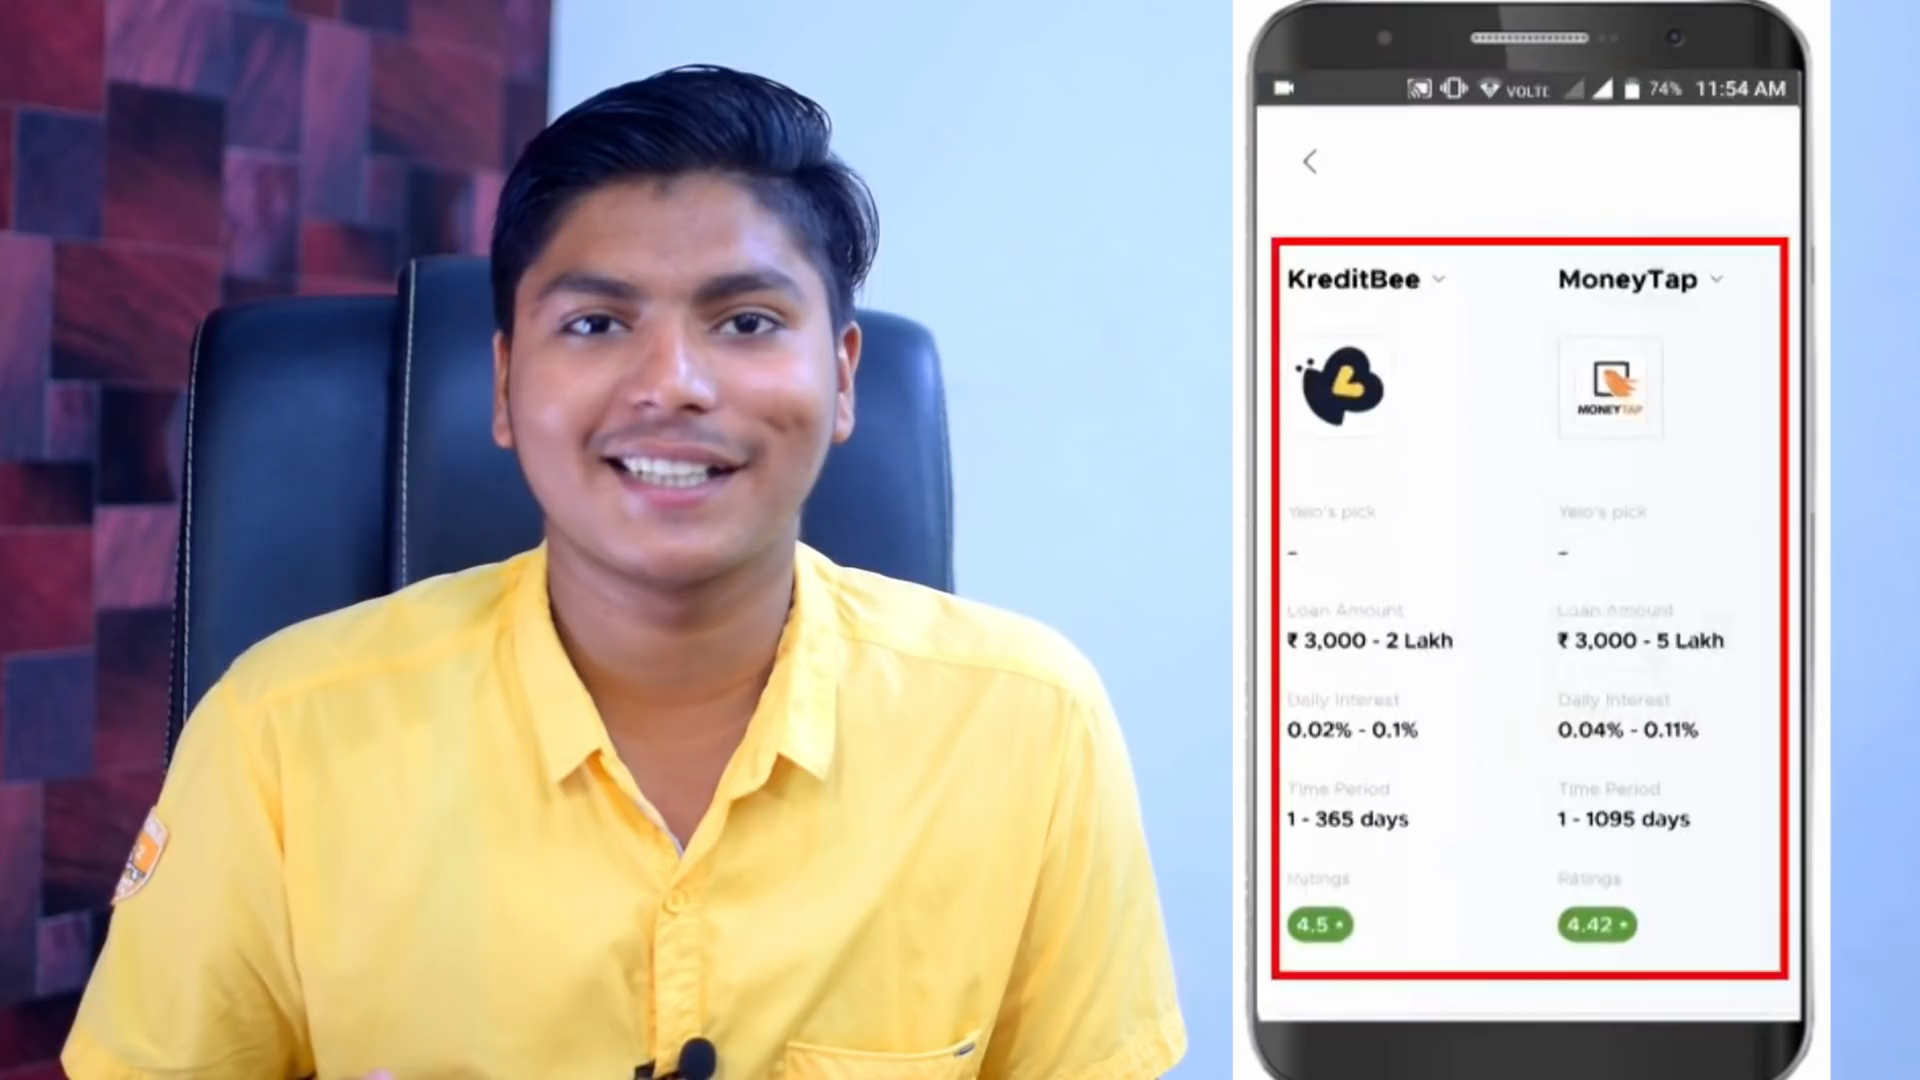 VOLTE 74% 11:54 AM
KreditBee MoneyTap
MONEYTAP
Yelo's pick Yelo's pick
- -
Loan Amount Loan Amount
₹ 3,000 - 2 Lakh ₹ 3,000 - 5 Lakh
Daily Interest Daily Interest
0.02% - 0.1% 0.04% - 0.11%
Time Period Time Period
1 - 365 days 1 - 1095 days
Ratings Ratings
4.5 * 4.42 *